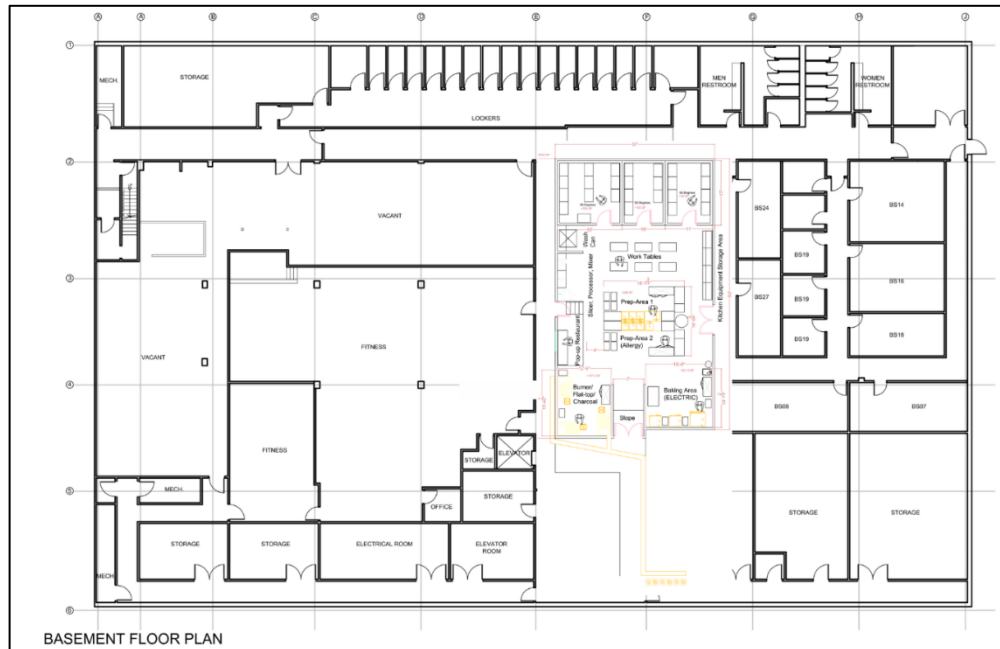 A A B C D E F G H J
1
MECH.
STORAGE
LOCKERS
MEN
RESTROOM
WOMEN
RESTROOM
2
VACANT
BS24
BS14
Wash
Can
Work Tables
Slicer, Processor, Mixer
Kitchen Equipment Storage Area
BS19
3
BS27
BS16
Prep-Area 1
BS19
FITNESS
Pop-up Restaurant
Prep-Area 2
(Allergy)
BS19
BS18
VACANT
4
Burner/
Flat-top/
Charcoal
Baking Area
(ELECTRIC)
Slope
BS08
BS07
FITNESS
STORAGE
ELEVATOR
5
MECH.
STORAGE
OFFICE
STORAGE
STORAGE
STORAGE
STORAGE
ELECTRICAL ROOM
ELEVATOR
ROOM
MECH.
6
BASEMENT FLOOR PLAN